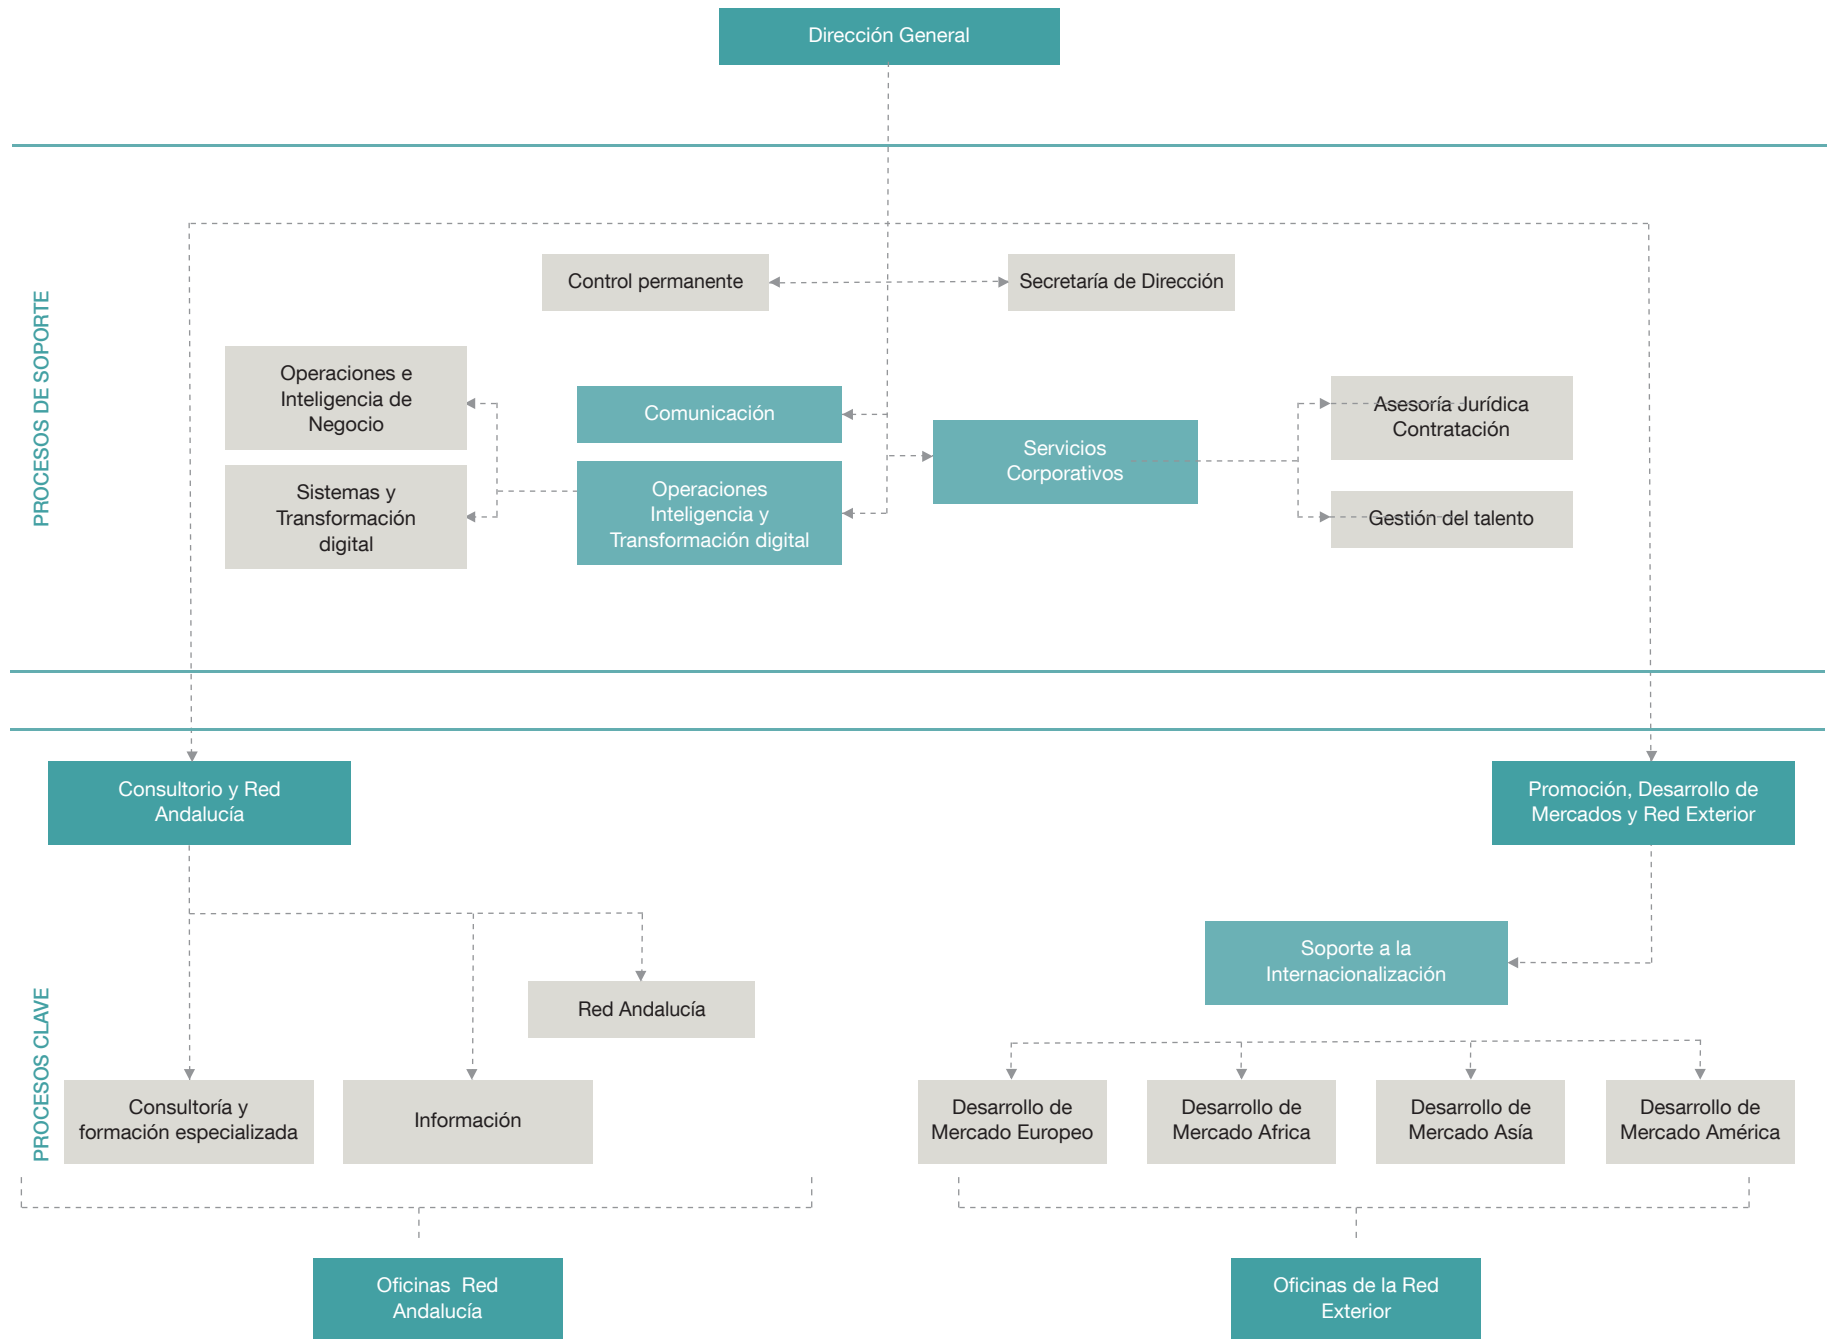 Dirección General
PROCESOS DE SOPORTE
Control permanente
Secretaría de Dirección
Operaciones e
Inteligencia de
Negocio
Comunicación
Servicios
Corporativos
Asesoría Jurídica
Contratación
Sistemas y
Transformación
digital
Operaciones
Inteligencia y
Transformación digital
Gestión del talento
PROCESOS CLAVE
Consultorio y Red
Andalucía
Promoción, Desarrollo de
Mercados y Red Exterior
Soporte a la
Internacionalización
Red Andalucía
Consultoría y
formación especializada
Información
Desarrollo de
Mercado Europeo
Desarrollo de
Mercado Africa
Desarrollo de
Mercado Asía
Desarrollo de
Mercado América
Oficinas Red
Andalucía
Oficinas de la Red
Exterior